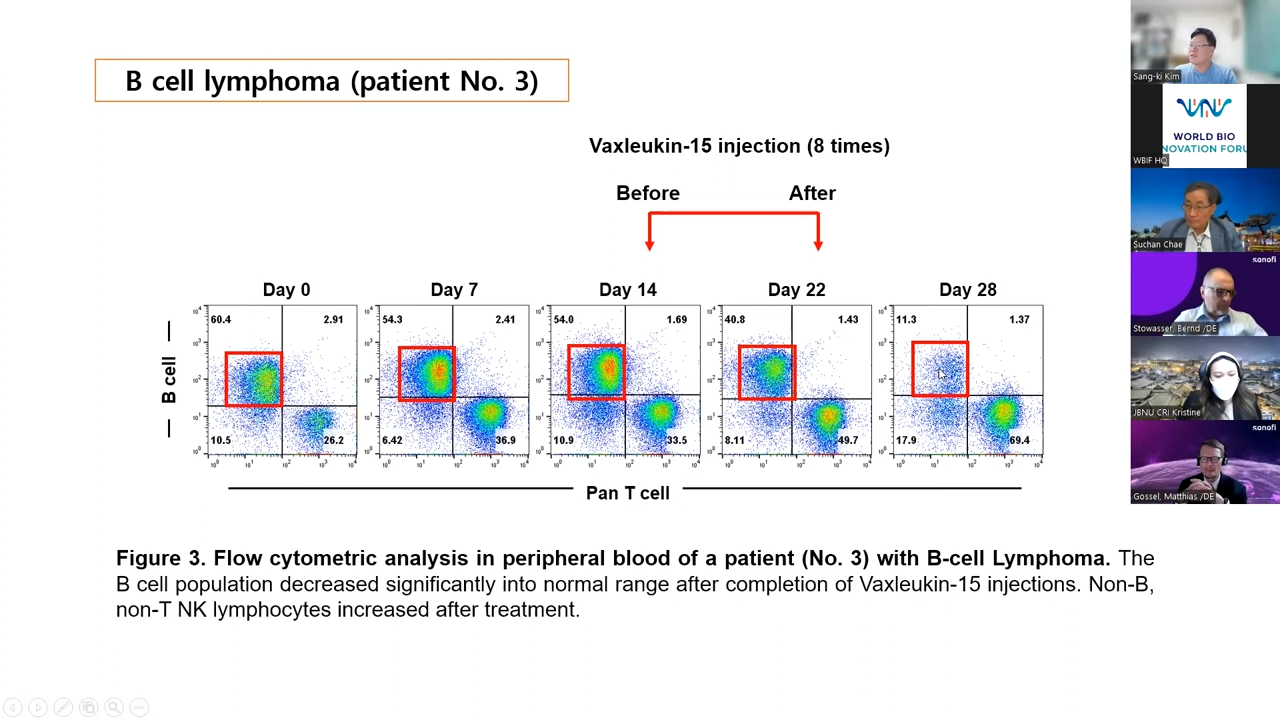 B cell lymphoma (patient No. 3)
Vaxleukin-15 injection (8 times)
Before After
Day 0 Day 7 Day 14 Day 22 Day 28
60.4 2.91 54.3 2.41 54.0 1.69 40.8 1.43 11.3 1.37
B cell
10.5 26.2 6.42 36.9 10.9 33.5 8.11 49.7 17.9 69.4
Pan T cell
Figure 3. Flow cytometric analysis in peripheral blood of a patient (No. 3) with B-cell Lymphoma. The
B cell population decreased significantly into normal range after completion of Vaxleukin-15 injections. Non-B,
non-T NK lymphocytes increased after treatment.
Sang-ki Kim
WORLD BIO
NOVATION FORU
WBIF HQ
Suchan Chae
sanofi
Stowasser, Bernd /DE
JBNU CRI Kristine
sanofi
Gossel, Matthias /DE